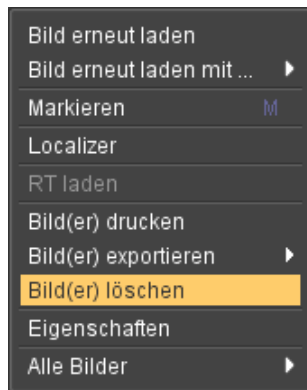 Bild erneut laden
Bild erneut laden mit ...
Markieren M
Localizer
RT laden
Bild(er) drucken
Bild(er) exportieren
Bild(er) löschen
Eigenschaften
Alle Bilder